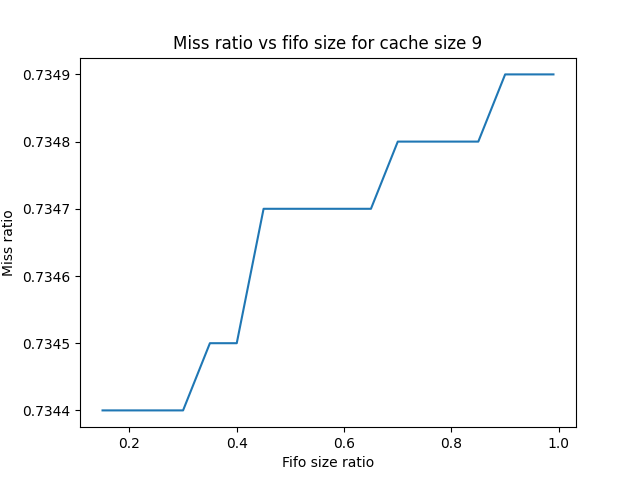 Miss ratio vs fifo size for cache size 9
0.7349
0.7348
0.7347
0.7346
0.7345
0.7344
Miss ratio
0.2 0.4 0.6 0.8 1.0
Fifo size ratio